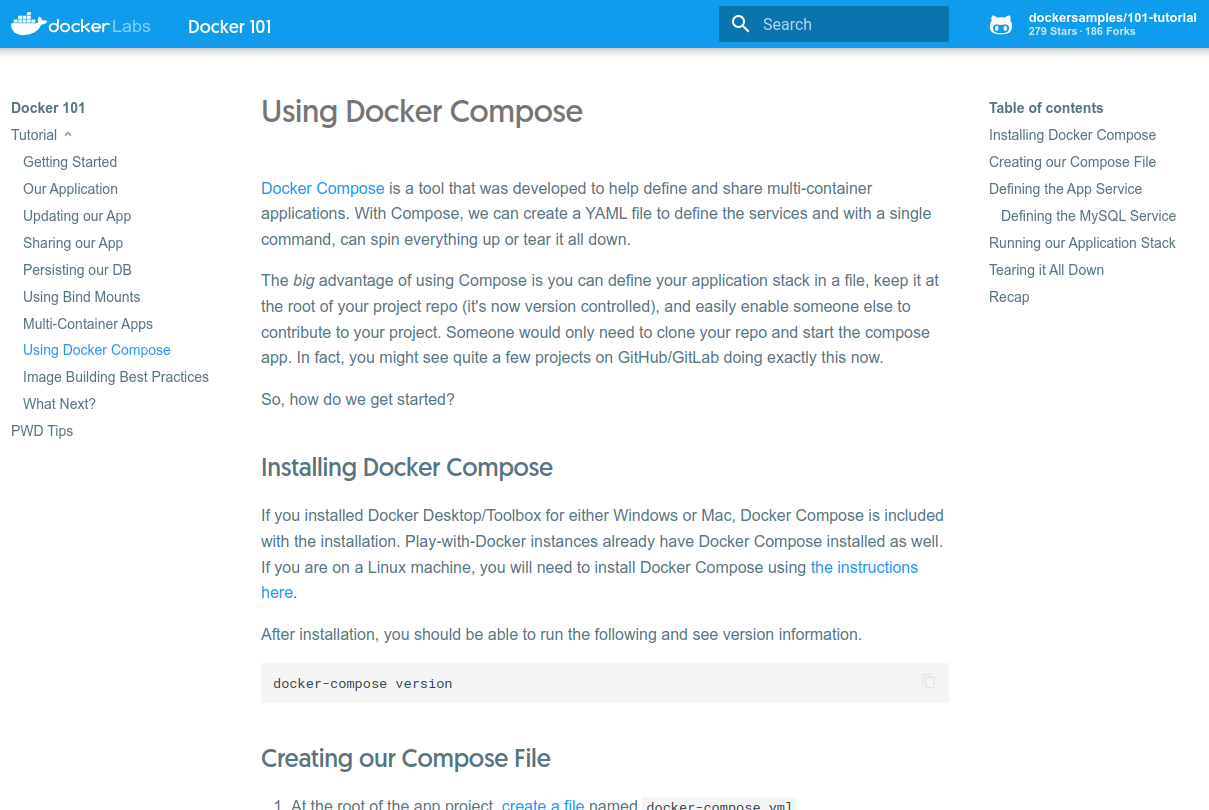 docker Labs
Docker 101
Search
dockersamples/101-tutorial
279 Stars · 186 Forks
Docker 101
Tutorial
Getting Started
Our Application
Updating our App
Sharing our App
Persisting our DB
Using Bind Mounts
Multi-Container Apps
Using Docker Compose
Image Building Best Practices
What Next?
PWD Tips
Using Docker Compose
Docker Compose is a tool that was developed to help define and share multi-container
applications. With Compose, we can create a YAML file to define the services and with a single
command, can spin everything up or tear it all down.
The big advantage of using Compose is you can define your application stack in a file, keep it at
the root of your project repo (it's now version controlled), and easily enable someone else to
contribute to your project. Someone would only need to clone your repo and start the compose
app. In fact, you might see quite a few projects on GitHub/GitLab doing exactly this now.
So, how do we get started?
Installing Docker Compose
If you installed Docker Desktop/Toolbox for either Windows or Mac, Docker Compose is included
with the installation. Play-with-Docker instances already have Docker Compose installed as well.
If you are on a Linux machine, you will need to install Docker Compose using the instructions
here.
After installation, you should be able to run the following and see version information.
docker-compose version
Creating our Compose File
1. At the root of the app project, create a file named docker-compose.yml
Table of contents
Installing Docker Compose
Creating our Compose File
Defining the App Service
Defining the MySQL Service
Running our Application Stack
Tearing it All Down
Recap